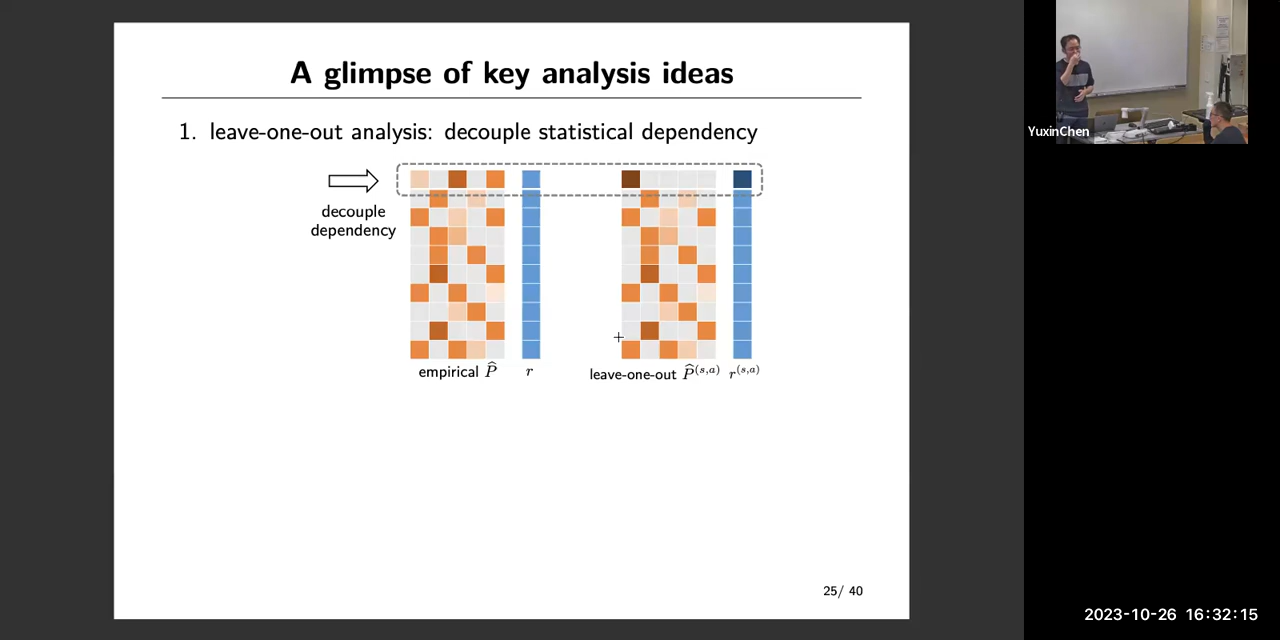 A glimpse of key analysis ideas
1. leave-one-out analysis: decouple statistical dependency
decouple
dependency
empirical P̂ r
leave-one-out P̂^(s,a) r^(s,a)
25/ 40
YuxinChen
2023-10-26 16:32:15